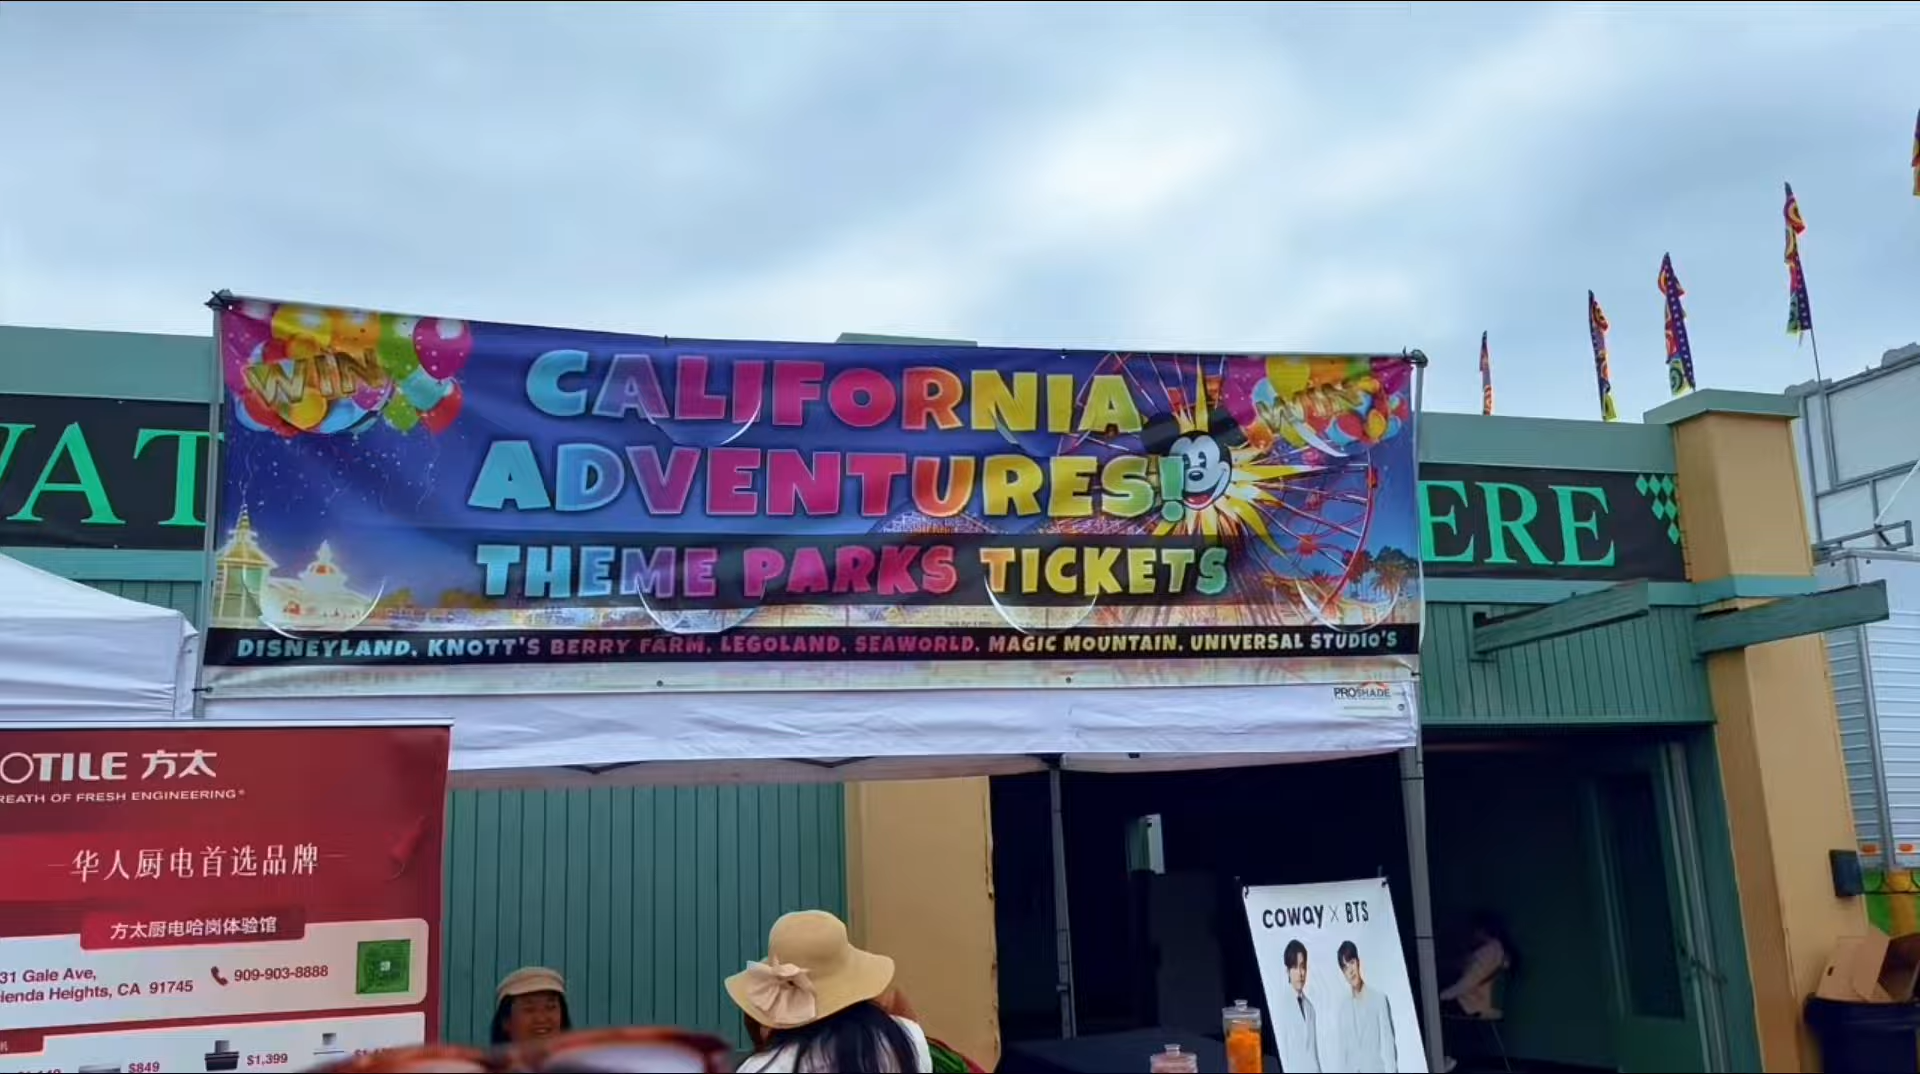 WIN
WIN
CALIFORNIA
ADVENTURES!
THEME PARKS TICKETS
DISNEYLAND, KNOTT'S BERRY FARM, LEGOLAND, SEAWORLD, MAGIC MOUNTAIN, UNIVERSAL STUDIO'S
PROSHADE
VAT
ERE
OTILE 方太
REATH OF FRESH ENGINEERING®
华人厨电首选品牌
方太厨电哈岗体验馆
31 Gale Ave,
ienda Heights, CA 91745
909-903-8888
$849
$1,399
coway × BTS